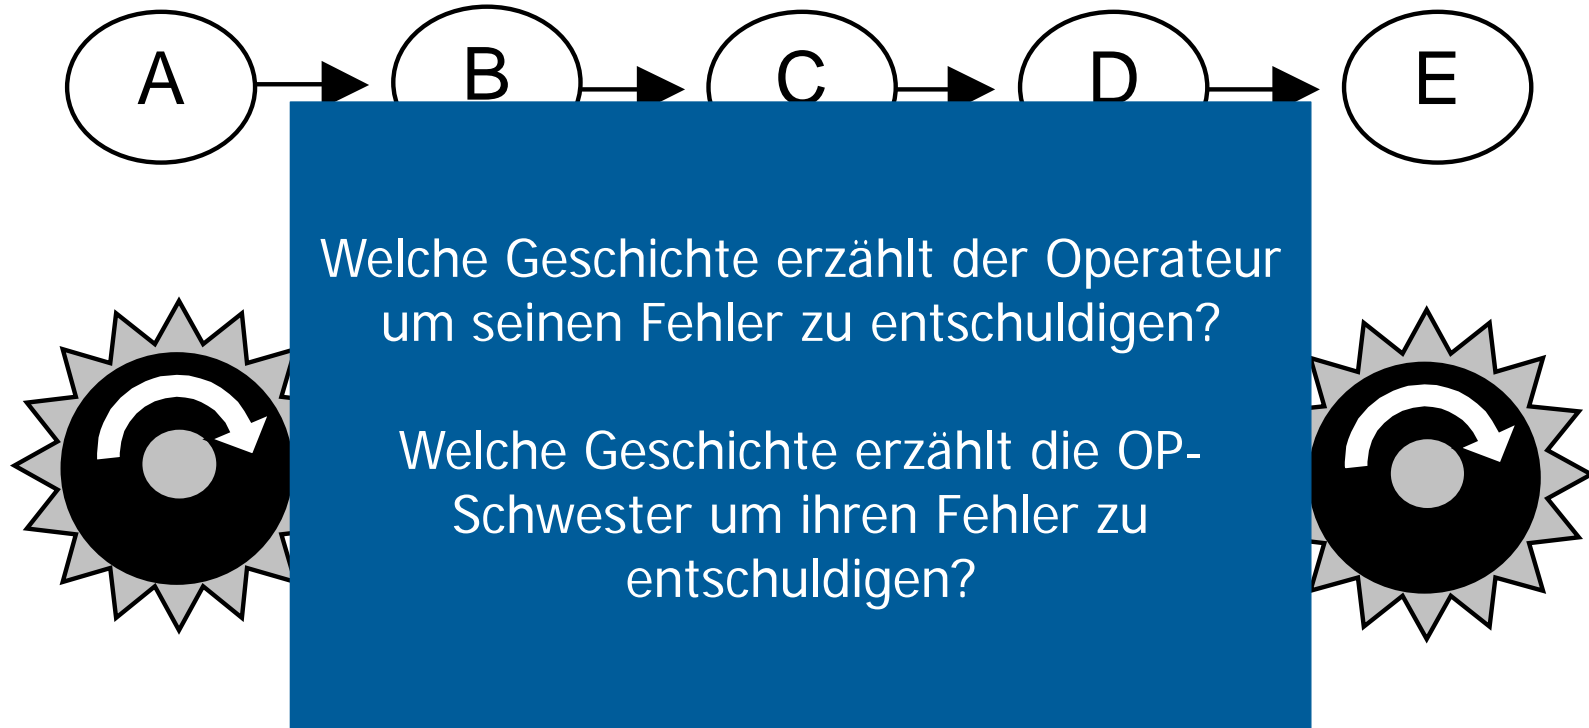 A B C D E
Welche Geschichte erzählt der Operateur
um seinen Fehler zu entschuldigen?
Welche Geschichte erzählt die OP-
Schwester um ihren Fehler zu
entschuldigen?